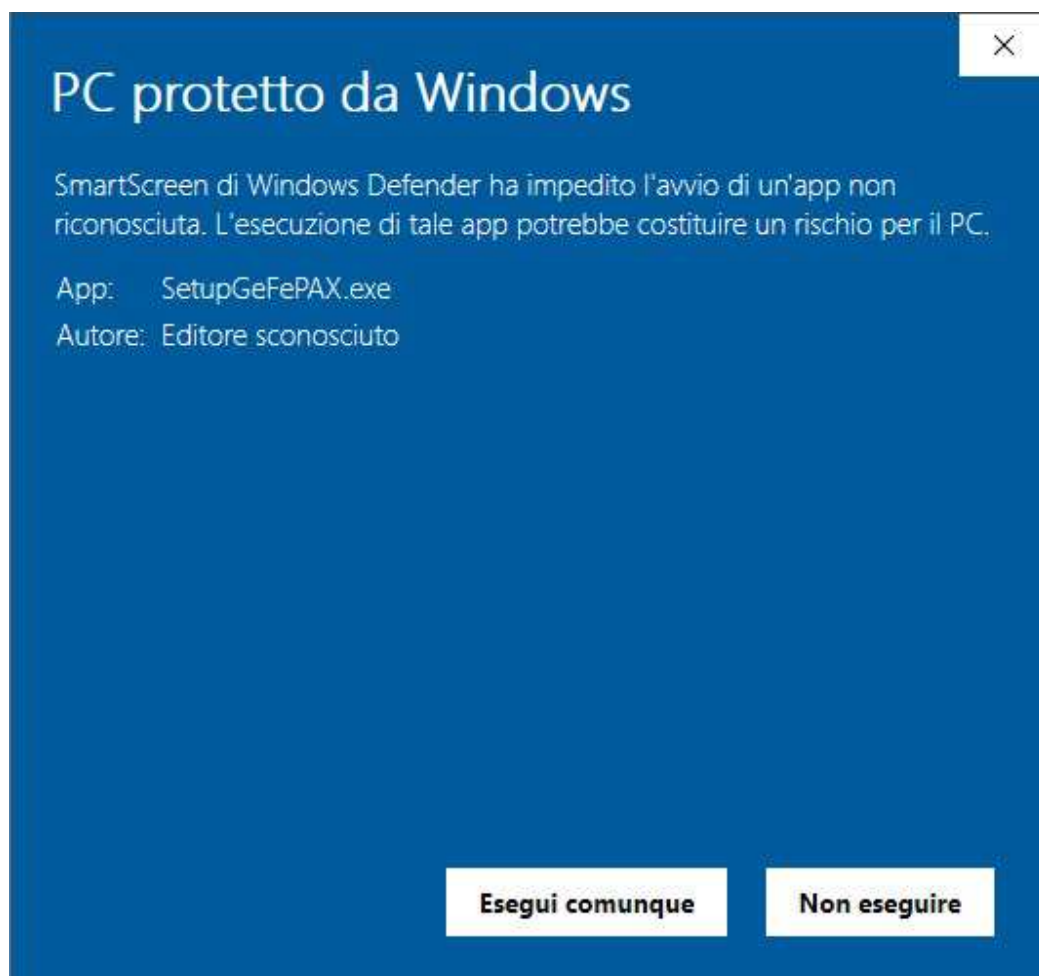 PC protetto da Windows
SmartScreen di Windows Defender ha impedito l'avvio di un'app non
riconosciuta. L'esecuzione di tale app potrebbe costituire un rischio per il PC.
App: SetupGeFePAX.exe
Autore: Editore sconosciuto
Esegui comunque Non eseguire